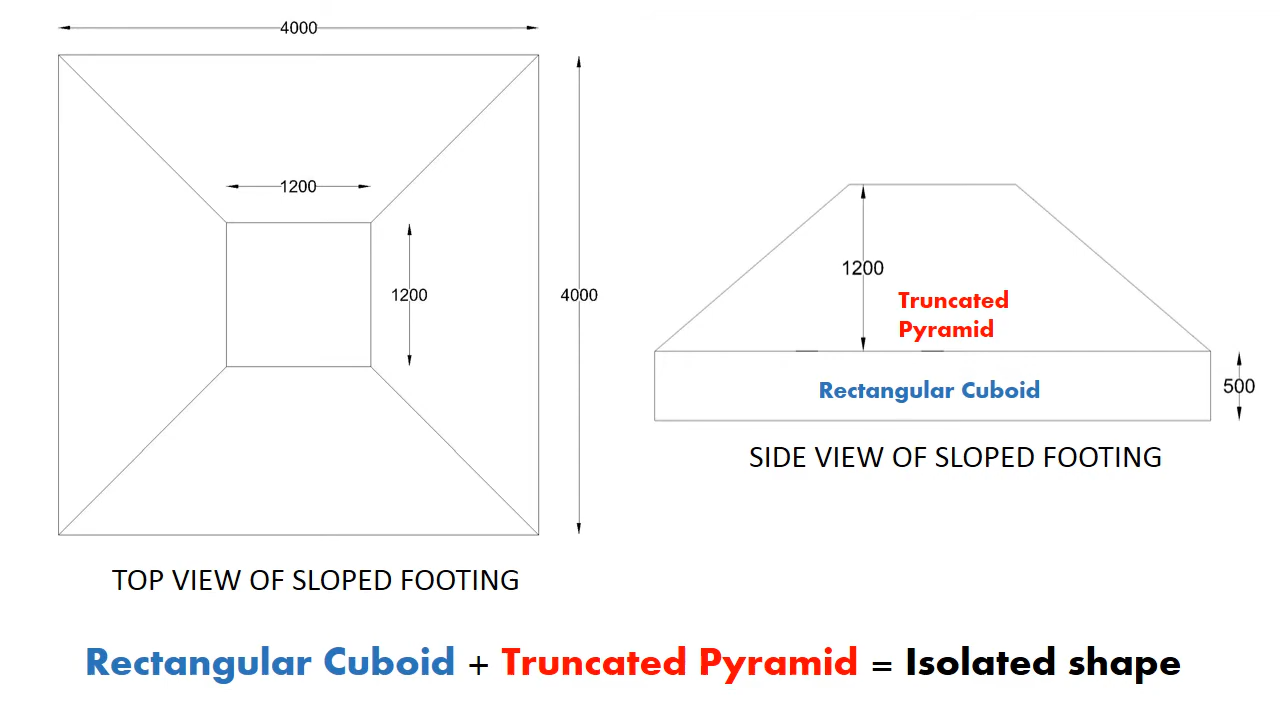 4000
1200
1200
4000
TOP VIEW OF SLOPED FOOTING
1200
Truncated
Pyramid
Rectangular Cuboid
500
SIDE VIEW OF SLOPED FOOTING
Rectangular Cuboid + Truncated Pyramid = Isolated shape